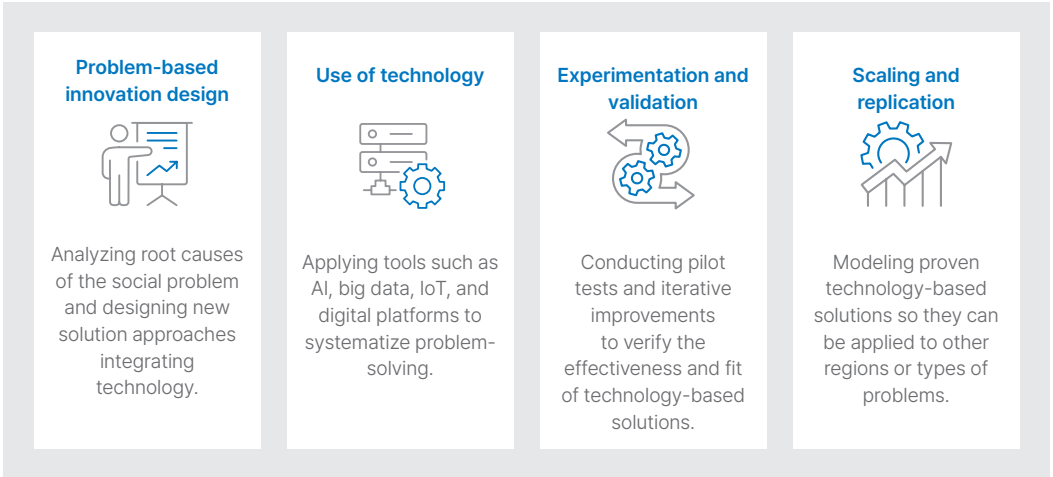 Problem-based
innovation design
Analyzing root causes
of the social problem
and designing new
solution approaches
integrating
technology.
Use of technology
Applying tools such as
AI, big data, IoT, and
digital platforms to
systematize problem-
solving.
Experimentation and
validation
Conducting pilot
tests and iterative
improvements
to verify the
effectiveness and fit
of technology-based
solutions.
Scaling and
replication
Modeling proven
technology-based
solutions so they can
be applied to other
regions or types of
problems.